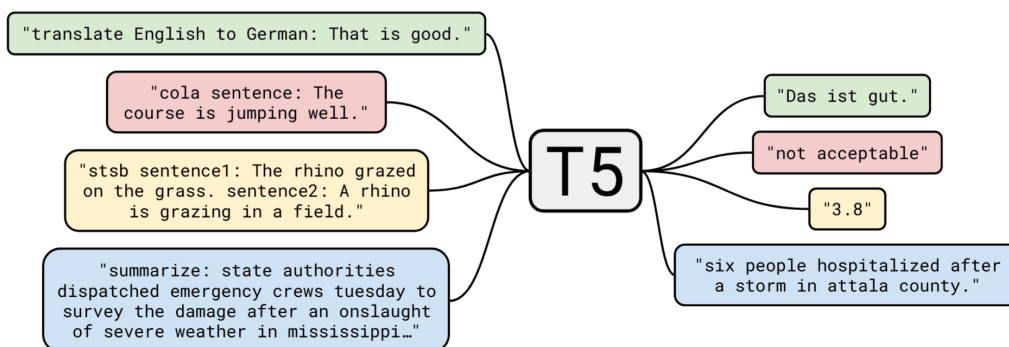 "translate English to German: That is good."
"cola sentence: The
course is jumping well."
"stsb sentence1: The rhino grazed
on the grass. sentence2: A rhino
is grazing in a field."
"summarize: state authorities
dispatched emergency crews tuesday to
survey the damage after an onslaught
of severe weather in mississippi…"
T5
"Das ist gut."
"not acceptable"
"3.8"
"six people hospitalized after
a storm in attala county."